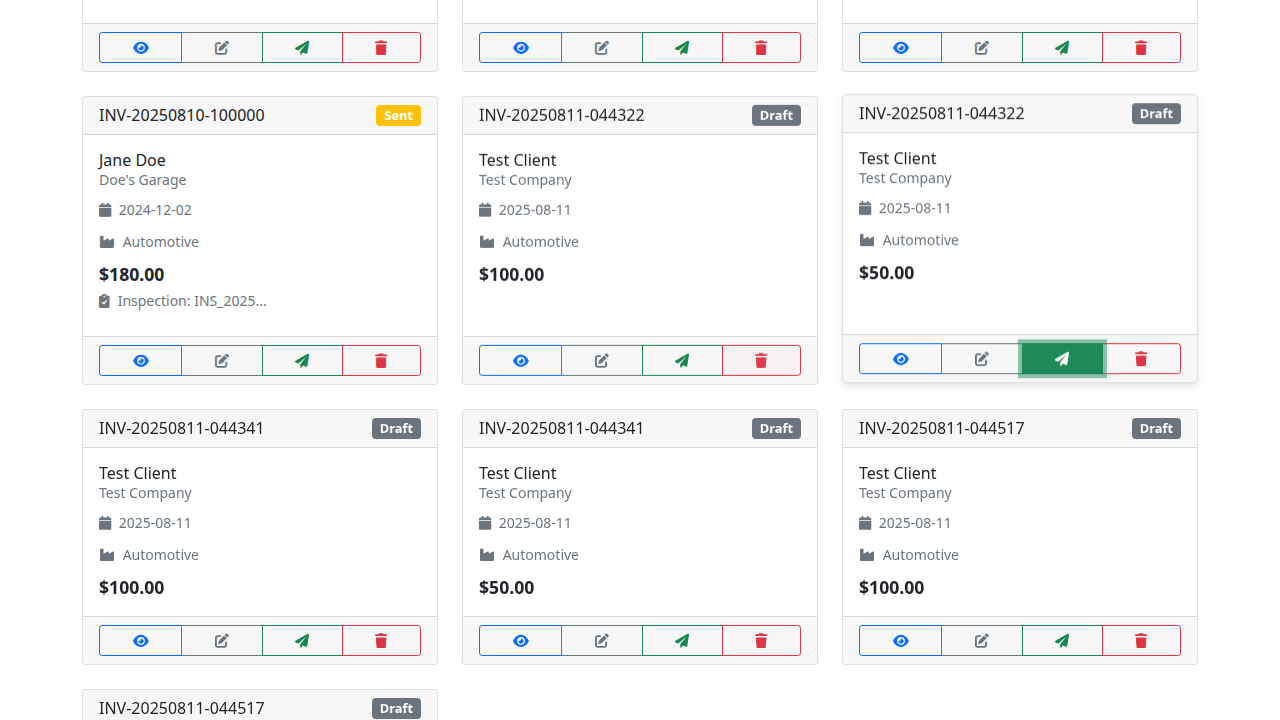 INV-20250810-100000 Sent
Jane Doe
Doe's Garage
2024-12-02
Automotive
$180.00
Inspection: INS_2025...
INV-20250811-044322 Draft
Test Client
Test Company
2025-08-11
Automotive
$100.00
INV-20250811-044322 Draft
Test Client
Test Company
2025-08-11
Automotive
$50.00
INV-20250811-044341 Draft
Test Client
Test Company
2025-08-11
Automotive
$100.00
INV-20250811-044341 Draft
Test Client
Test Company
2025-08-11
Automotive
$50.00
INV-20250811-044517 Draft
Test Client
Test Company
2025-08-11
Automotive
$100.00
INV-20250811-044517 Draft